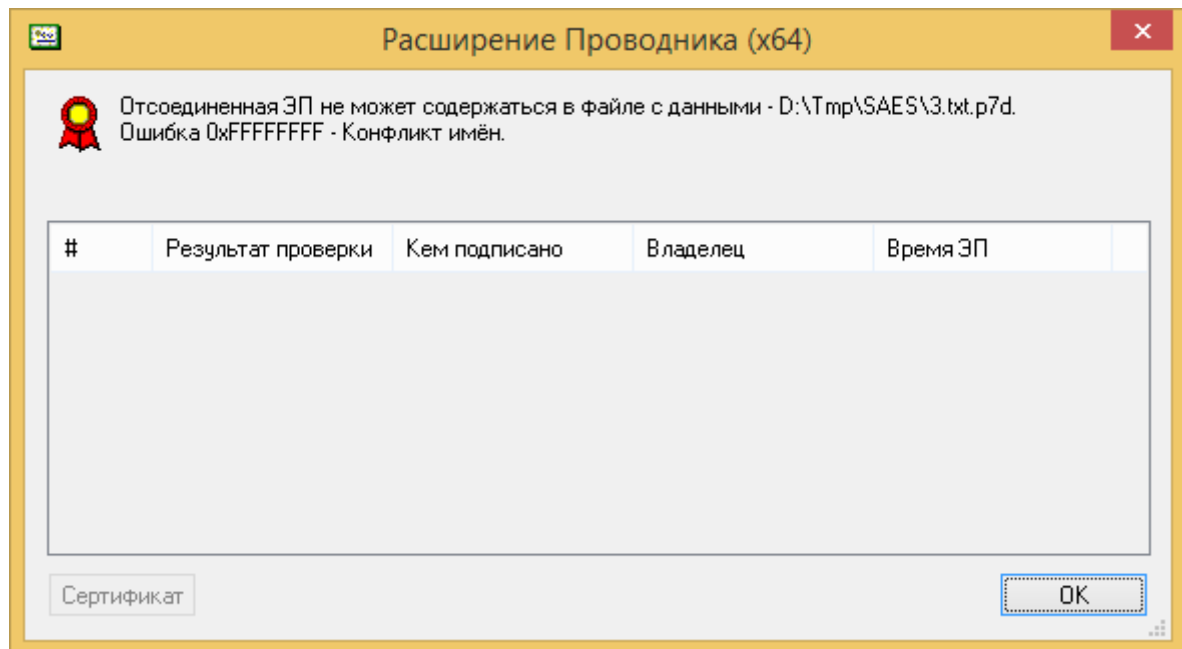 Расширение Проводника (x64)
Отсоединенная ЭП не может содержаться в файле с данными - D:\Tmp\SAES\3.txt.p7d.
Ошибка 0xFFFFFFFF - Конфликт имён.
# Результат проверки Кем подписано Владелец Время ЭП
Сертификат OK